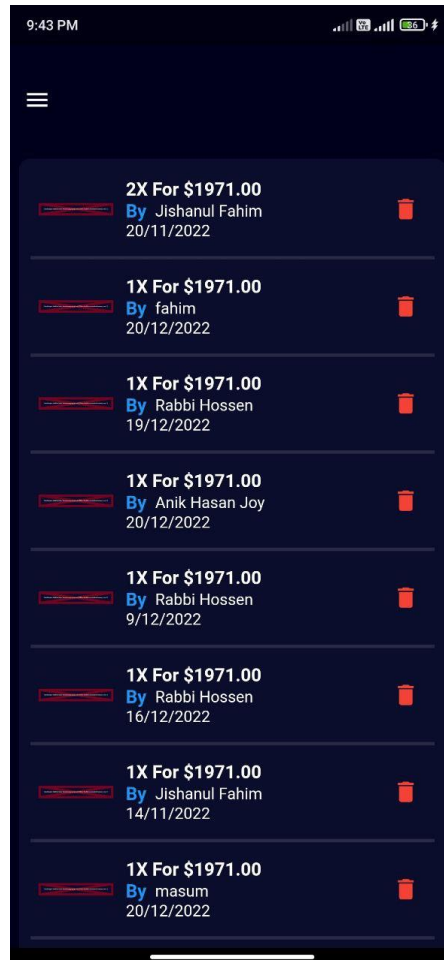 9:43 PM
Vo LTE
86
2X For $1971.00
By Jishanul Fahim
20/11/2022
1X For $1971.00
By fahim
20/12/2022
1X For $1971.00
By Rabbi Hossen
19/12/2022
1X For $1971.00
By Anik Hasan Joy
20/12/2022
1X For $1971.00
By Rabbi Hossen
9/12/2022
1X For $1971.00
By Rabbi Hossen
16/12/2022
1X For $1971.00
By Jishanul Fahim
14/11/2022
1X For $1971.00
By masum
20/12/2022